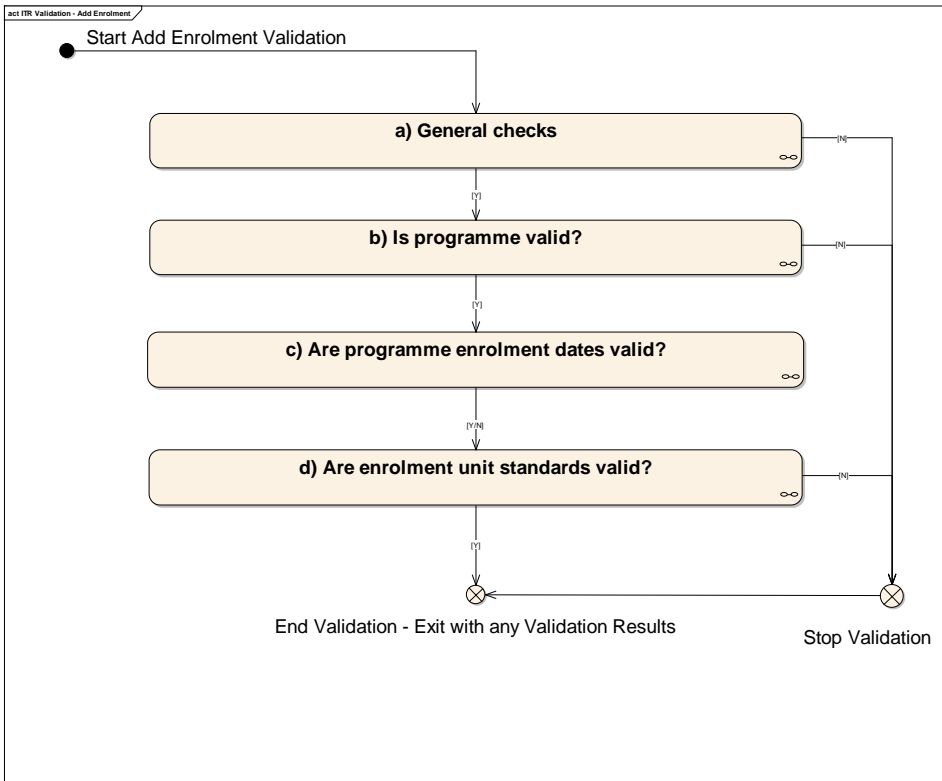 act ITR Validation - Add Enrolment
Start Add Enrolment Validation
a) General checks
[N]
[Y]
b) Is programme valid?
[N]
[Y]
c) Are programme enrolment dates valid?
[Y/N]
d) Are enrolment unit standards valid?
[N]
[Y]
End Validation - Exit with any Validation Results
Stop Validation